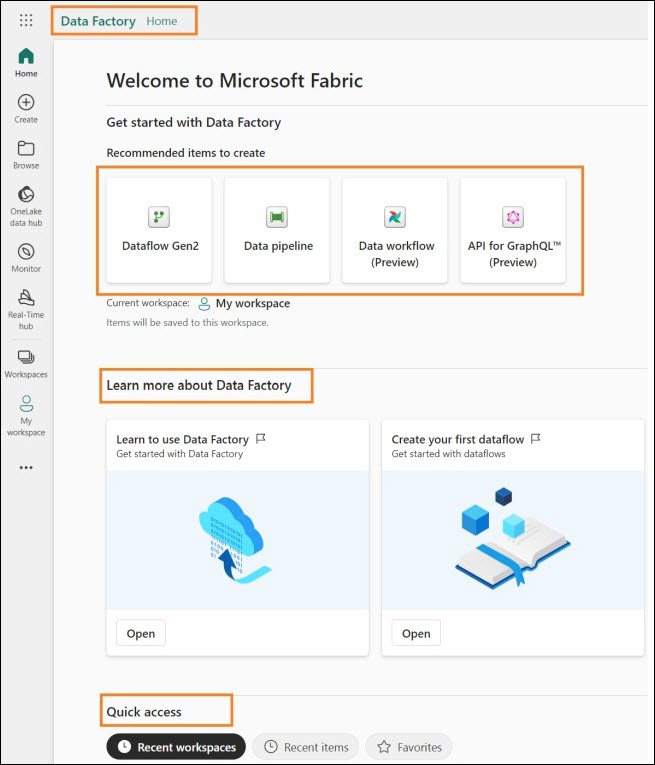 Data Factory Home
Home
Create
Browse
OneLake
data hub
Monitor
Real-Time
hub
Workspaces
My
workspace
Welcome to Microsoft Fabric
Get started with Data Factory
Recommended items to create
Dataflow Gen2
Data pipeline
Data workflow
(Preview)
API for GraphQL™
(Preview)
Current workspace: My workspace
Items will be saved to this workspace.
Learn more about Data Factory
Learn to use Data Factory
Get started with Data Factory
Open
Create your first dataflow
Get started with dataflows
Open
Quick access
Recent workspaces
Recent items
Favorites